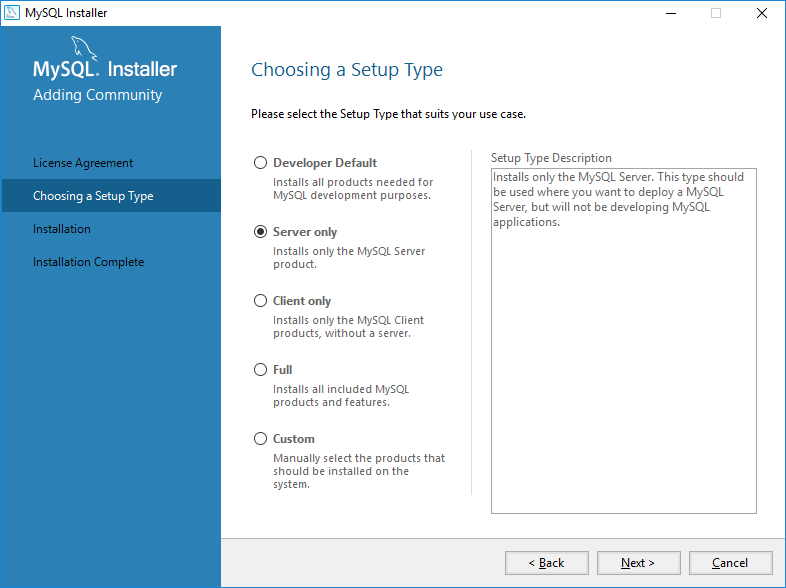 MySQL Installer
MySQL. Installer
Adding Community
License Agreement
Choosing a Setup Type
Installation
Installation Complete
Choosing a Setup Type
Please select the Setup Type that suits your use case.
Developer Default
Installs all products needed for
MySQL development purposes.
Server only
Installs only the MySQL Server
product.
Client only
Installs only the MySQL Client
products, without a server.
Full
Installs all included MySQL
products and features.
Custom
Manually select the products that
should be installed on the
system.
Setup Type Description
Installs only the MySQL Server. This type should
be used where you want to deploy a MySQL
Server, but will not be developing MySQL
applications.
< Back
Next >
Cancel